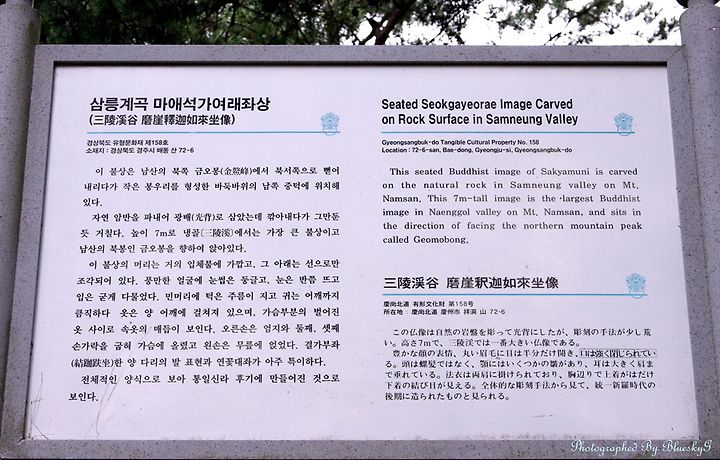 삼릉계곡 마애석가여래좌상
(三陵溪谷 磨崖釋迦如來坐像)
경상북도 유형문화재 제158호
소재지 : 경상북도 경주시 배동 산 72-6
이 불상은 남산의 북쪽 금오봉(金鰲峰)에서 북서쪽으로 뻗어
내리다가 작은 봉우리를 형성한 바둑바위의 남쪽 중턱에 위치해
있다.
자연 암반을 파내어 광배(光背)로 삼았는데 깎아내다가 그만둔
듯 거칠다. 높이 7m로 냉골(三陵溪)에서는 가장 큰 불상이고
남산의 북봉인 금오봉을 향하여 앉아있다.
이 불상의 머리는 거의 입체불에 가깝고, 그 아래는 선으로만
조각되어 있다. 풍만한 얼굴에 눈썹은 둥글고, 눈은 반쯤 뜨고
입은 굳게 다물었다. 민머리에 턱은 주름이 지고 귀는 어깨까지
큼직하다 옷은 양 어깨에 걸쳐져 있으며, 가슴부분의 벌어진
옷 사이로 속옷의 매듭이 보인다. 오른손은 엄지와 둘째, 셋째
손가락을 굽혀 가슴에 올렸고 왼손은 무릎에 얹었다. 결가부좌
(結跏趺坐)한 양 다리의 발 표현과 연꽃대좌가 아주 특이하다.
전체적인 양식으로 보아 통일신라 후기에 만들어진 것으로
보인다.
Seated Seokgayeorae Image Carved
on Rock Surface in Samneung Valley
Gyeongsangbuk-do Tangible Cultural Property No. 158
Location : 72-6-san, Bae-dong, Gyeongju-si, Gyeongsangbuk-do
This seated Buddhist image of Sakyamuni is carved
on the natural rock in Samneung valley on Mt.
Namsan. This 7m-tall image is the largest Buddhist
image in Naenggol valley on Mt. Namsan, and sits in
the direction of facing the northern mountain peak
called Geomobong.
三陵渓谷 磨崖釈迦如来坐像
慶尚北道 有形文化財 第158号
所在地 : 慶尚北道 慶州市 拝洞 山 72-6
この仏像は自然の岩盤を彫って光背にしたが、彫刻の手法が少し荒
い。高さ7mで、三陵渓では一番大きい仏像である。
豊かな顔の表情、丸い眉毛に目は半分だけ開き、口は強く閉じられてい
る。頭は螺髪ではなく、顎にはいくつかの皺があり、耳は大きく肩ま
で垂れている。法衣は両肩に掛けられており、胸辺りで上着がはだけ
下着の結び目が見える。全体的な彫刻手法から見て、統一新羅時代の
後期に造られたものと見られる。
Photographed By BlueskyG